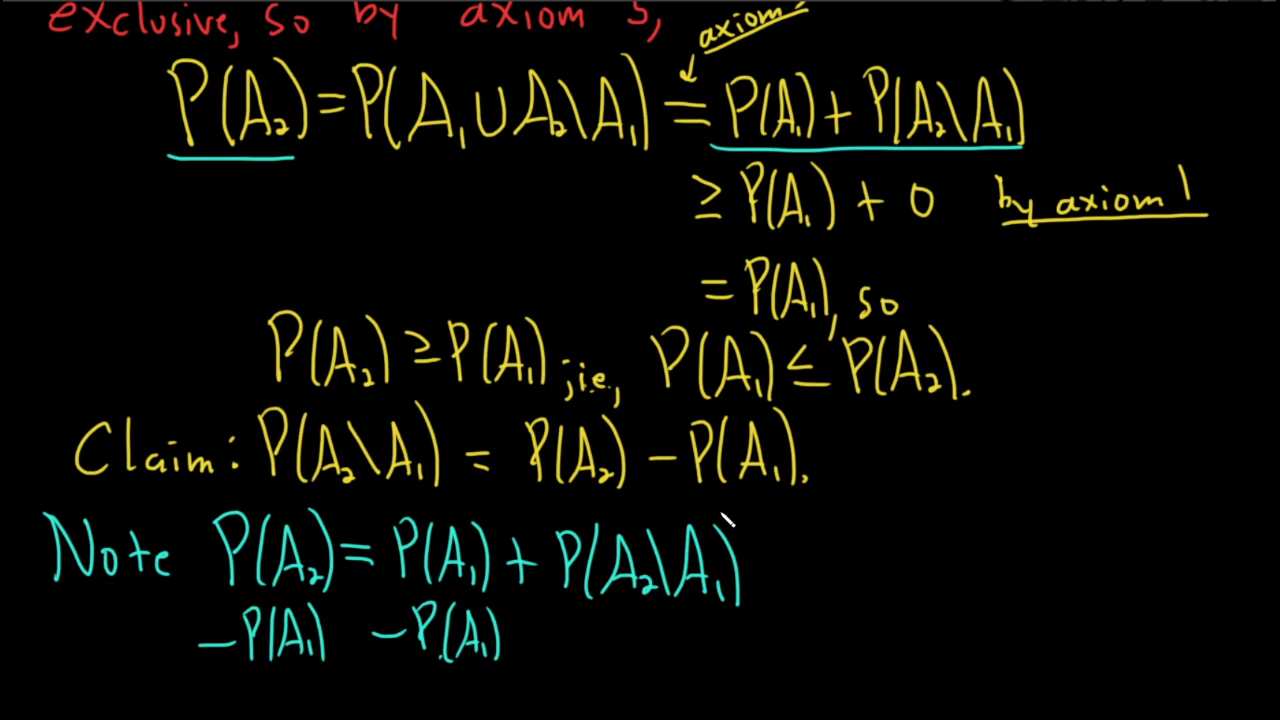 exclusive, so by axiom 3,
axiom
P(A₂) = P(A₁ ∪ A₂\A₁) = P(A₁) + P(A₂\A₁)
≥ P(A₁) + 0 by axiom 1
= P(A₁), so
P(A₂) ≥ P(A₁) ; i.e., P(A₁) ≤ P(A₂).
Claim: P(A₂\A₁) = P(A₂) - P(A₁).
Note P(A₂) = P(A₁) + P(A₂\A₁)
-P(A₁) -P(A₁)